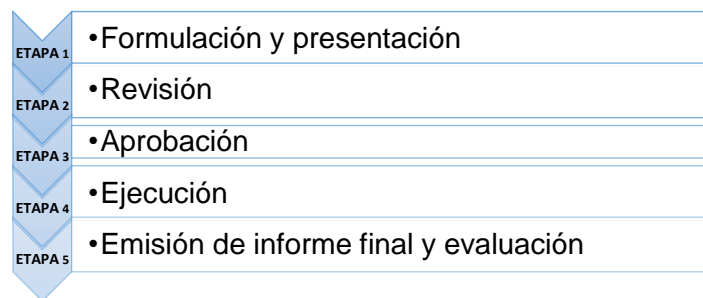 ETAPA 1
•Formulación y presentación
ETAPA 2
•Revisión
ETAPA 3
•Aprobación
ETAPA 4
•Ejecución
ETAPA 5
•Emisión de informe final y evaluación